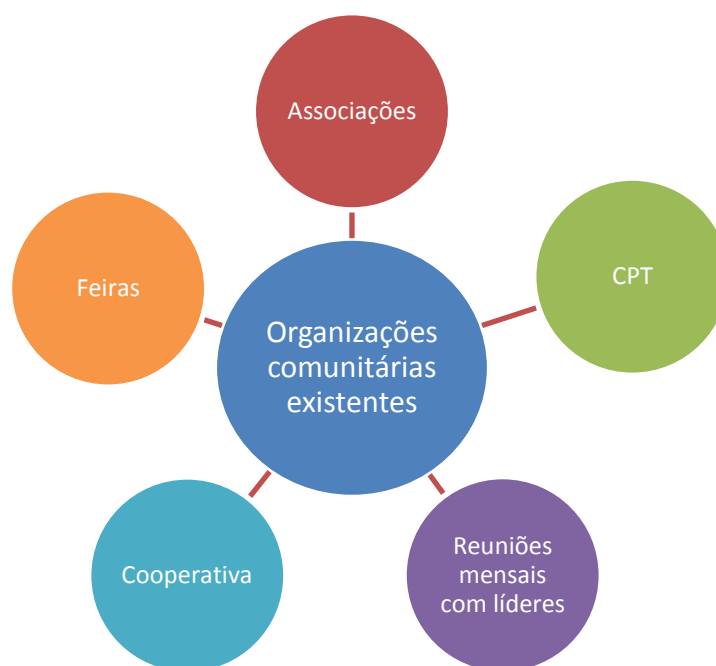 Associações
CPT
Feiras
Organizações
comunitárias
existentes
Cooperativa
Reuniões
mensais
com líderes